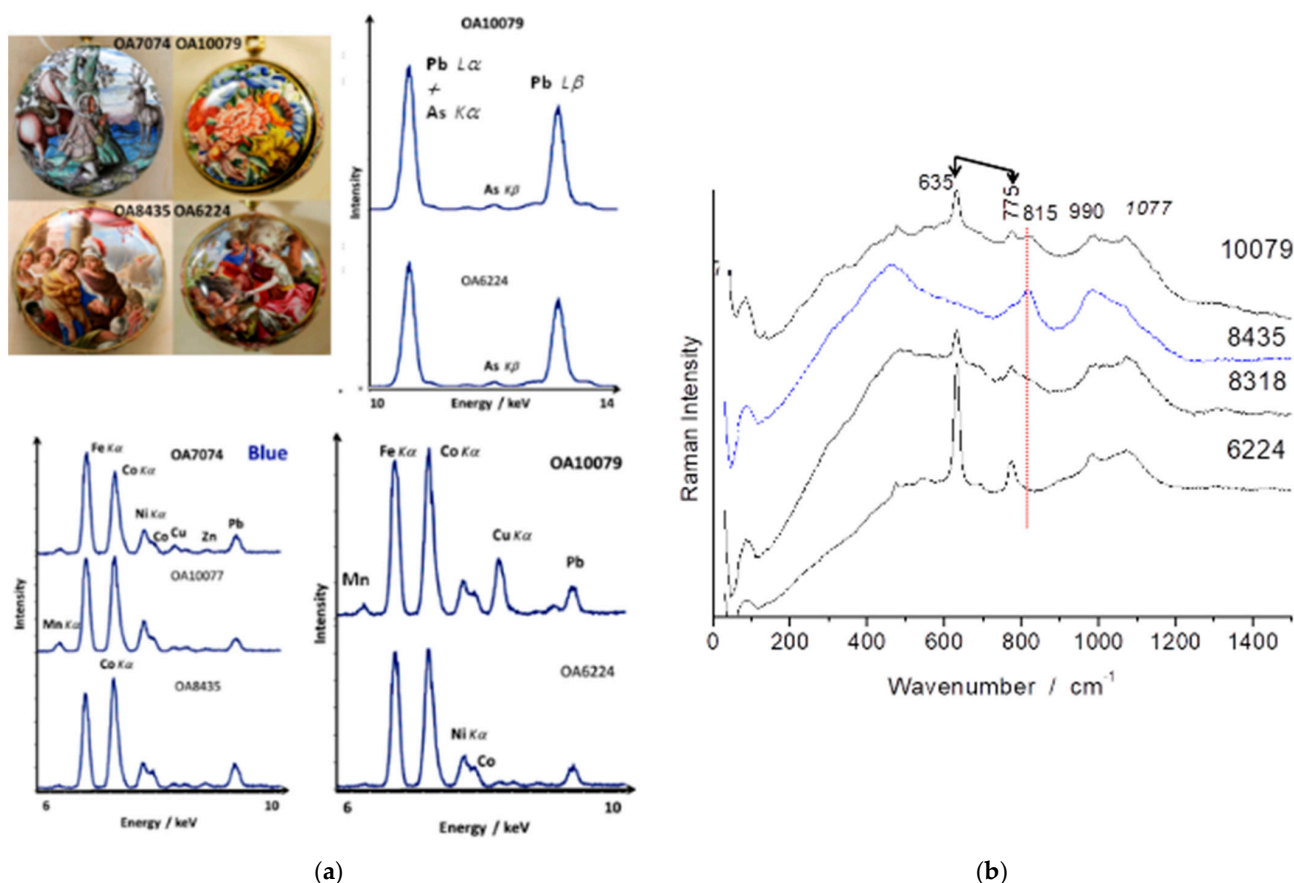 OA7074 OA10079
OA8435 OA6224
OA10079
Pb Lα
+
As Kα
Pb Lβ
As Kβ
OA6224
As Kβ
Intensity
10
14
Energy / keV
Fe Kα
OA7074
Blue
Co Kα
Ni Kα
Co
Cu
Zn
Pb
OA10077
Mn Kα
Co Kα
OA8435
Intensity
6
10
Energy / keV
Fe Kα
Co Kα
OA10079
Cu Kα
Mn
Pb
OA6224
Ni Kα
Co
Intensity
6
10
Energy / keV
(a)
635
775
815
990
1077
10079
8435
8318
6224
Raman Intensity
0 200 400 600 800 1000 1200 1400
Wavenumber / cm-1
(b)